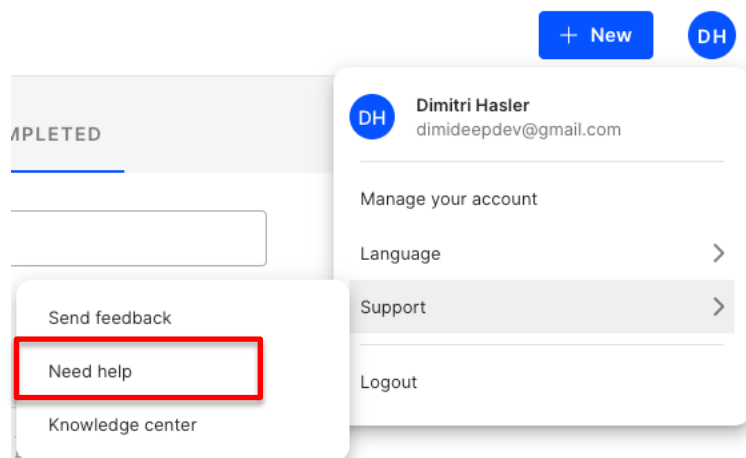 + New
DH
DH
Dimitri Hasler
dimideepdev@gmail.com
MPLETED
Manage your account
Language
Support
Send feedback
Need help
Knowledge center
Logout